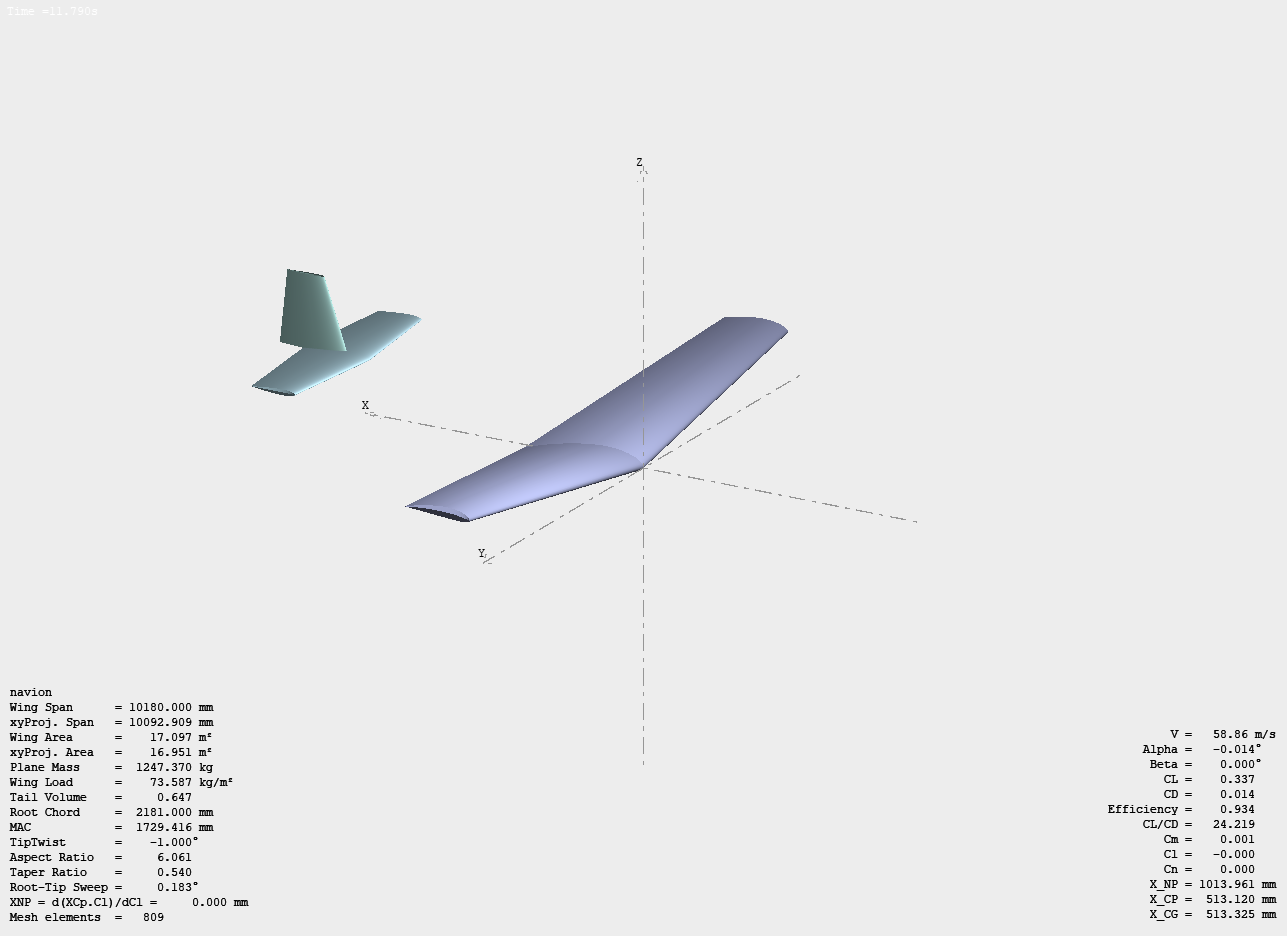 Time =11.790s
Z
X
Y
navion
Wing Span = 10180.000 mm
xyProj. Span = 10092.909 mm
Wing Area = 17.097 m²
xyProj. Area = 16.951 m²
Plane Mass = 1247.370 kg
Wing Load = 73.587 kg/m²
Tail Volume = 0.647
Root Chord = 2181.000 mm
MAC = 1729.416 mm
TipTwist = -1.000°
Aspect Ratio = 6.061
Taper Ratio = 0.540
Root-Tip Sweep = 0.183°
XNP = d(XCp.Cl)/dCl = 0.000 mm
Mesh elements = 809
V = 58.86 m/s
Alpha = -0.014°
Beta = 0.000°
CL = 0.337
CD = 0.014
Efficiency = 0.934
CL/CD = 24.219
Cm = 0.001
Cl = -0.000
Cn = 0.000
X_NP = 1013.961 mm
X_CP = 513.120 mm
X_CG = 513.325 mm